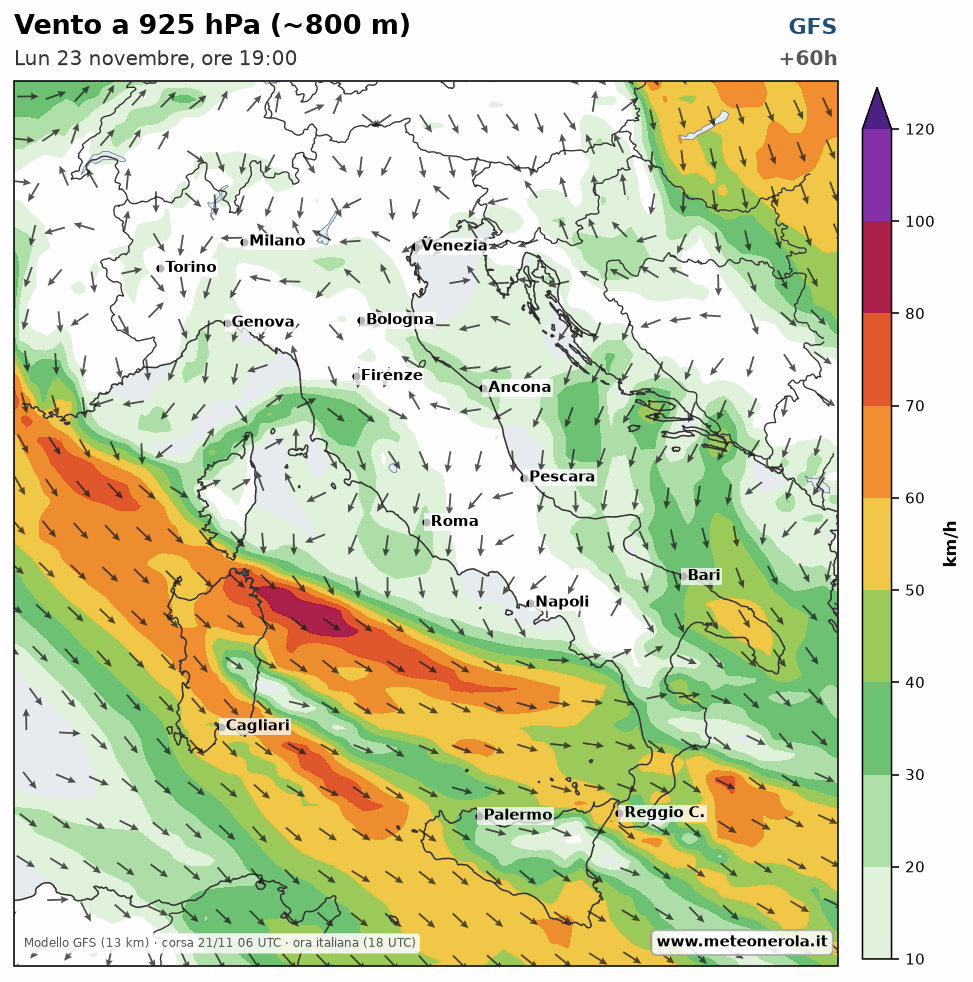 Vento a 925 hPa (~800 m)
GFS
Lun 23 novembre, ore 19:00
+60h
120
100
80
70
60
50
40
30
20
10
km/h
Milano
Venezia
Torino
Genova
Bologna
Firenze
Ancona
Pescara
Roma
Bari
Napoli
Cagliari
Palermo
Reggio C.
Modello GFS (13 km) · corsa 21/11 06 UTC · ora italiana (18 UTC)
www.meteonerola.it